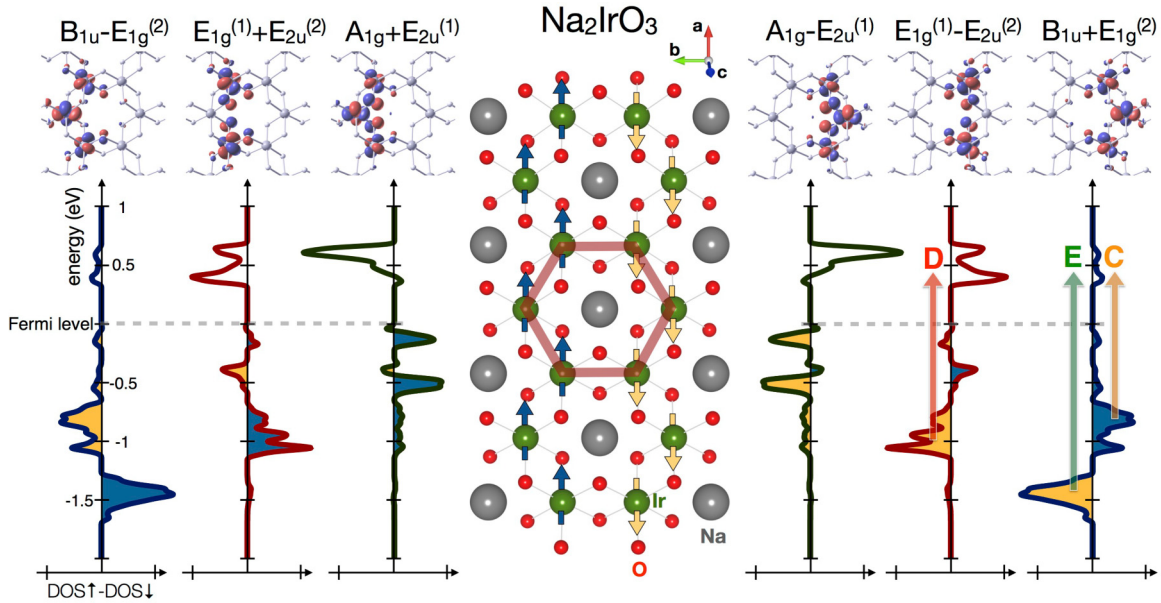 B₁ᵤ-E₁g⁽²⁾
E₁g⁽¹⁾+E₂ᵤ⁽²⁾
A₁g+E₂ᵤ⁽¹⁾
Na₂IrO₃
A₁g-E₂ᵤ⁽¹⁾
E₁g⁽¹⁾-E₂ᵤ⁽²⁾
B₁ᵤ+E₁g⁽²⁾
a
b
c
energy (eV)
1
0.5
Fermi level
-0.5
-1
-1.5
DOS↑-DOS↓
Ir
Na
O
D
E
C